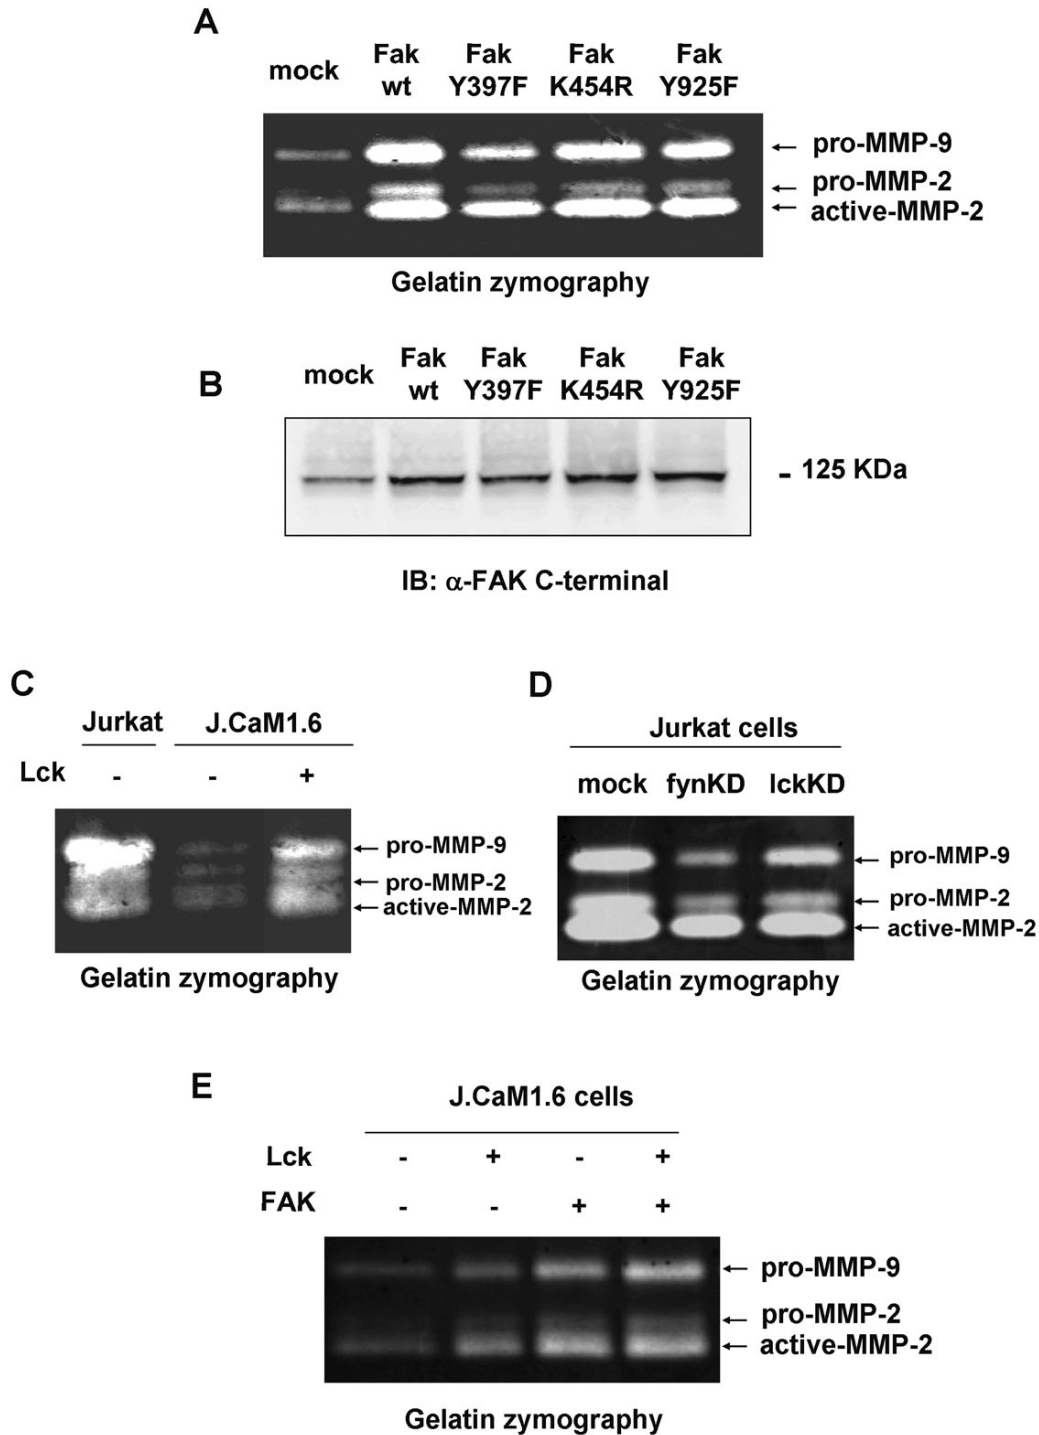 A
mock Fak wt Fak Y397F Fak K454R Fak Y925F
pro-MMP-9
pro-MMP-2
active-MMP-2
Gelatin zymography
B
mock Fak wt Fak Y397F Fak K454R Fak Y925F
- 125 KDa
IB: α-FAK C-terminal
C
Jurkat J.CaM1.6
Lck - - +
pro-MMP-9
pro-MMP-2
active-MMP-2
Gelatin zymography
D
Jurkat cells
mock fynKD lckKD
pro-MMP-9
pro-MMP-2
active-MMP-2
Gelatin zymography
E
J.CaM1.6 cells
Lck - + - +
FAK - - + +
pro-MMP-9
pro-MMP-2
active-MMP-2
Gelatin zymography